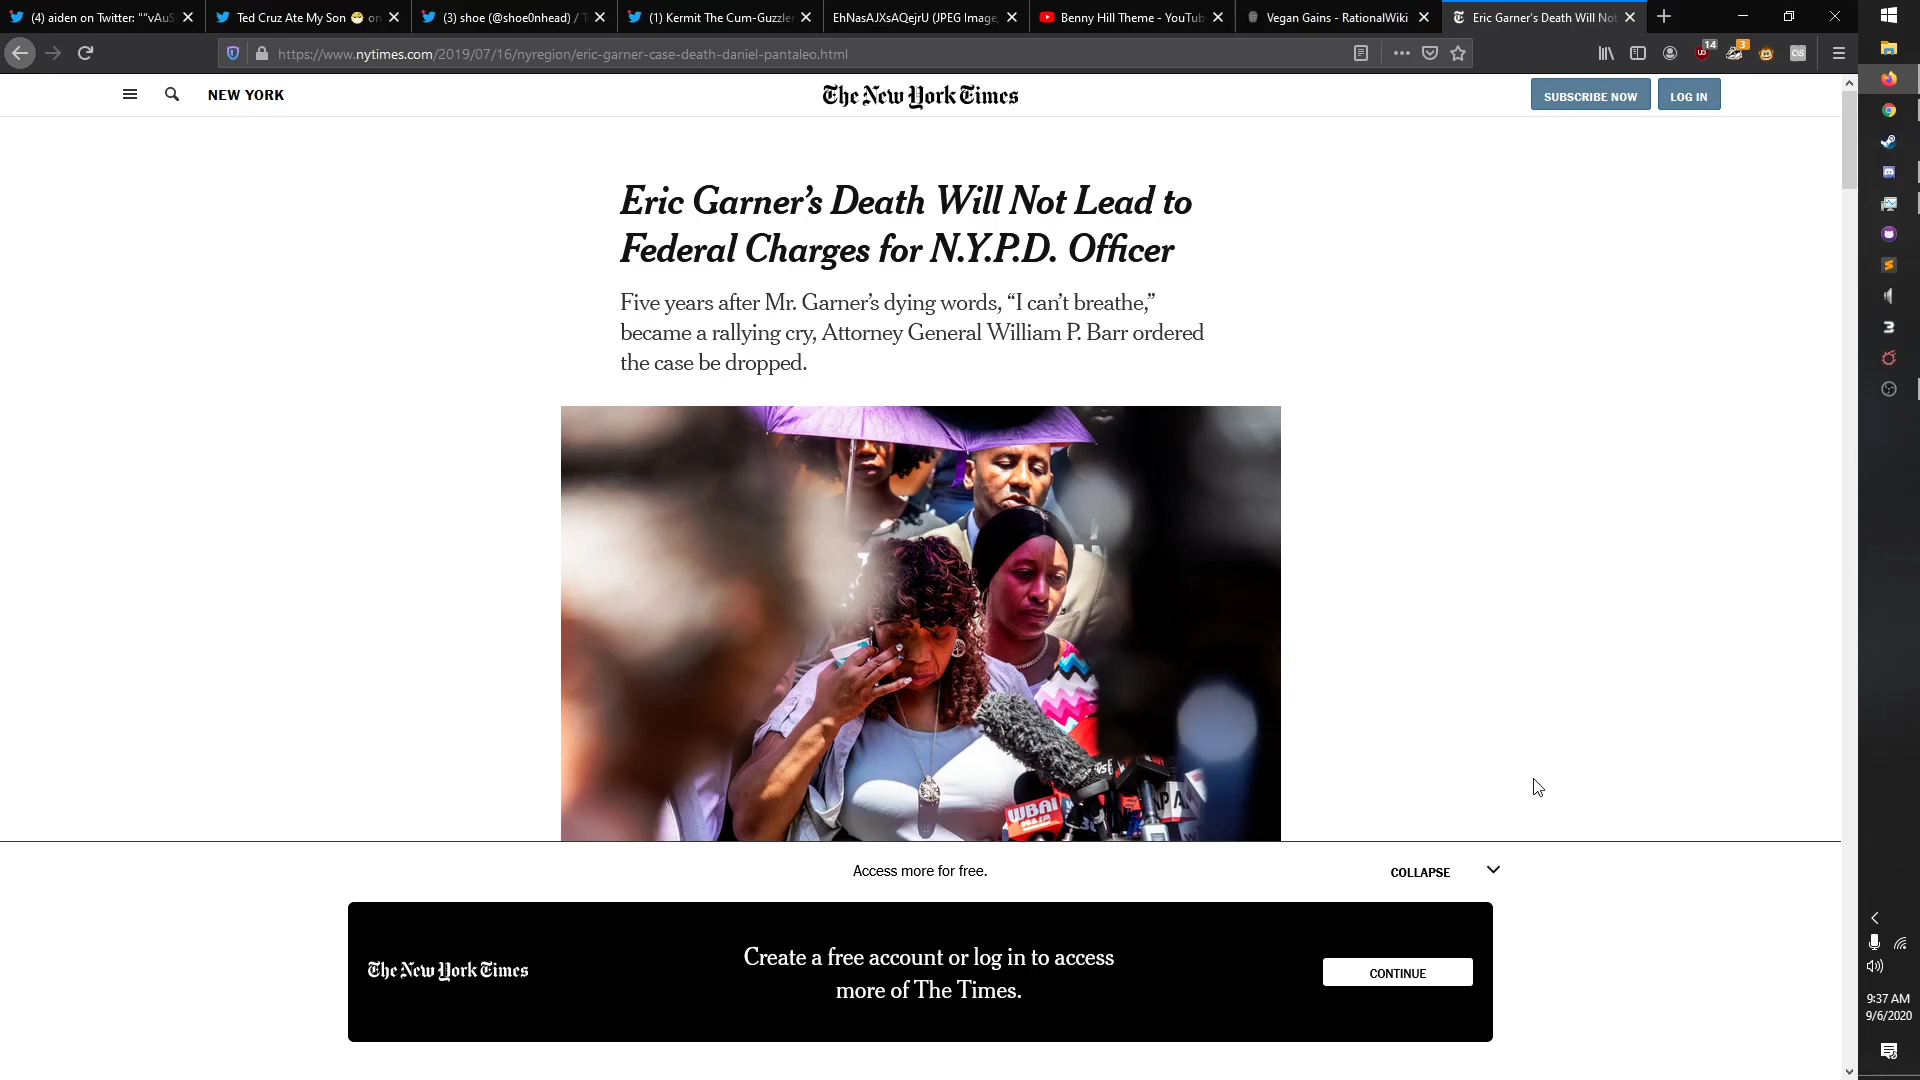 (4) aiden on Twitter: "“vAuS
Ted Cruz Ate My Son 😷 on
(3) shoe (@shoe0nhead) / T
(1) Kermit The Cum-Guzzler
EhNasAJXsAQejrU (JPEG Image,
Benny Hill Theme - YouTub
Vegan Gains - RationalWiki
Eric Garner's Death Will Not
https://www.nytimes.com/2019/07/16/nyregion/eric-garner-case-death-daniel-pantaleo.html
14
3
NEW YORK
The New York Times
SUBSCRIBE NOW
LOG IN
Eric Garner’s Death Will Not Lead to
Federal Charges for N.Y.P.D. Officer
Five years after Mr. Garner’s dying words, “I can’t breathe,”
became a rallying cry, Attorney General William P. Barr ordered
the case be dropped.
WBAI
Access more for free.
COLLAPSE
The New York Times
Create a free account or log in to access
more of The Times.
CONTINUE
9:37 AM
9/6/2020